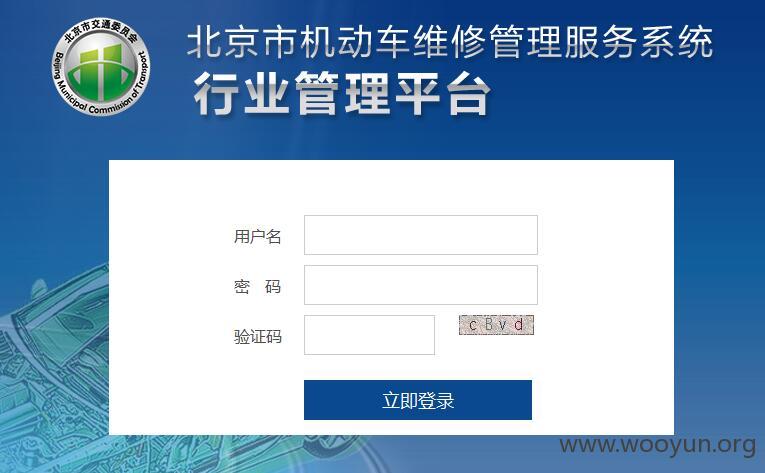 北京市交通委员会
Beijing Municipal Commission of Transport
北京市机动车维修管理服务系统
行业管理平台
用户名
密 码
验证码
c B v d
立即登录
www.wooyun.org